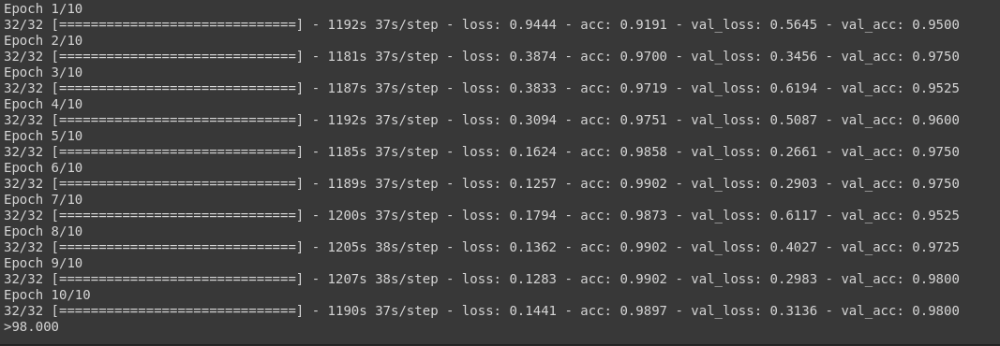 Epoch 1/10
32/32 [==============================] - 1192s 37s/step - loss: 0.9444 - acc: 0.9191 - val_loss: 0.5645 - val_acc: 0.9500
Epoch 2/10
32/32 [==============================] - 1181s 37s/step - loss: 0.3874 - acc: 0.9700 - val_loss: 0.3456 - val_acc: 0.9750
Epoch 3/10
32/32 [==============================] - 1187s 37s/step - loss: 0.3833 - acc: 0.9719 - val_loss: 0.6194 - val_acc: 0.9525
Epoch 4/10
32/32 [==============================] - 1192s 37s/step - loss: 0.3094 - acc: 0.9751 - val_loss: 0.5087 - val_acc: 0.9600
Epoch 5/10
32/32 [==============================] - 1185s 37s/step - loss: 0.1624 - acc: 0.9858 - val_loss: 0.2661 - val_acc: 0.9750
Epoch 6/10
32/32 [==============================] - 1189s 37s/step - loss: 0.1257 - acc: 0.9902 - val_loss: 0.2903 - val_acc: 0.9750
Epoch 7/10
32/32 [==============================] - 1200s 37s/step - loss: 0.1794 - acc: 0.9873 - val_loss: 0.6117 - val_acc: 0.9525
Epoch 8/10
32/32 [==============================] - 1205s 38s/step - loss: 0.1362 - acc: 0.9902 - val_loss: 0.4027 - val_acc: 0.9725
Epoch 9/10
32/32 [==============================] - 1207s 38s/step - loss: 0.1283 - acc: 0.9902 - val_loss: 0.2983 - val_acc: 0.9800
Epoch 10/10
32/32 [==============================] - 1190s 37s/step - loss: 0.1441 - acc: 0.9897 - val_loss: 0.3136 - val_acc: 0.9800
>98.000